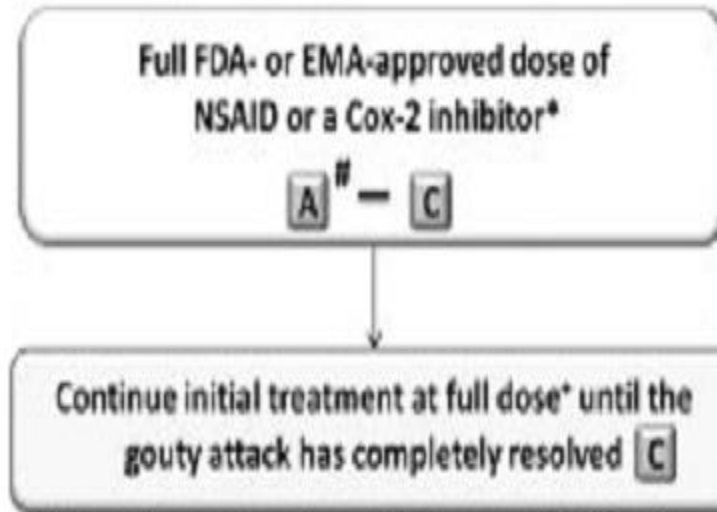 Full FDA- or EMA-approved dose of
NSAID or a Cox-2 inhibitor*
A # – C
Continue initial treatment at full dose* until the
gouty attack has completely resolved C